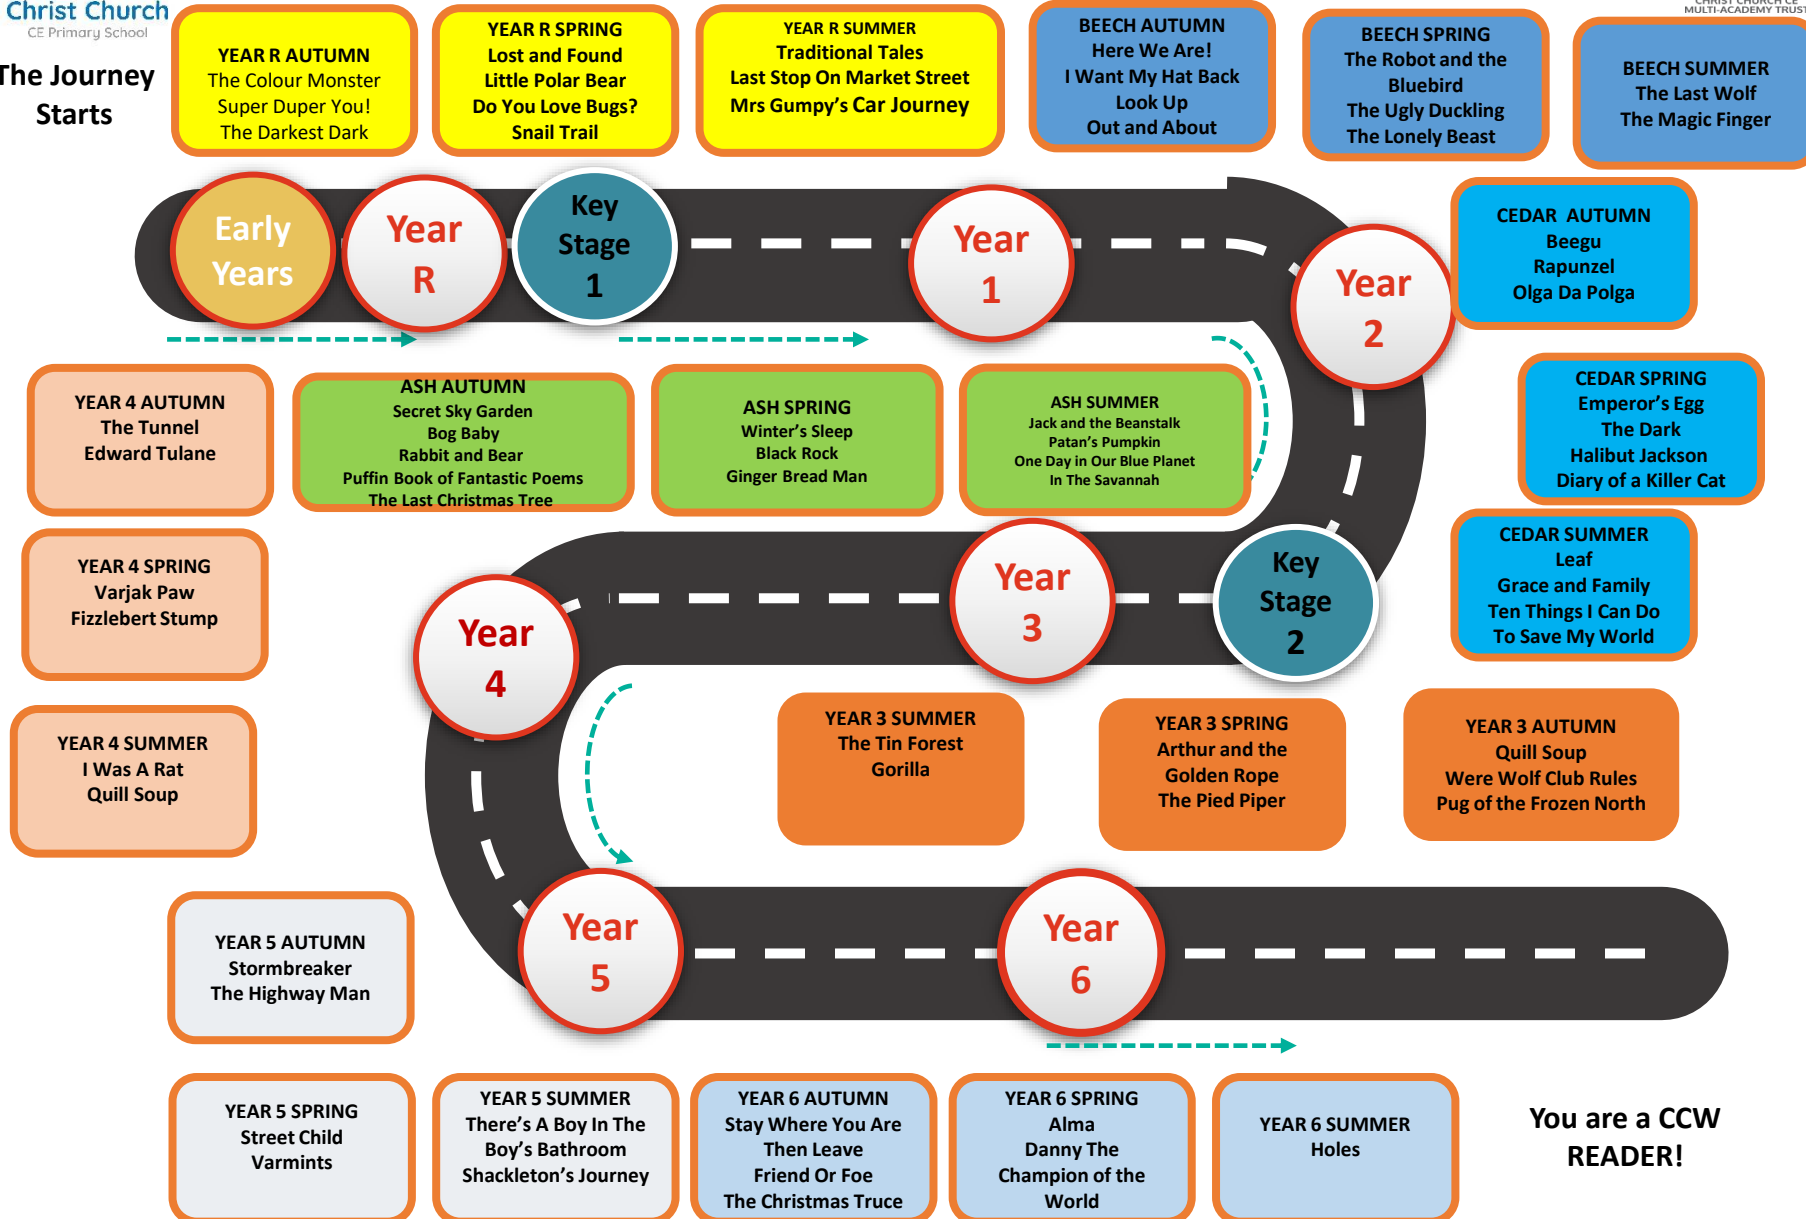 Christ Church
CE Primary School
CHRIST CHURCH CE
MULTI-ACADEMY TRUST
The Journey
Starts
YEAR R AUTUMN
The Colour Monster
Super Duper You!
The Darkest Dark
YEAR R SPRING
Lost and Found
Little Polar Bear
Do You Love Bugs?
Snail Trail
YEAR R SUMMER
Traditional Tales
Last Stop On Market Street
Mrs Gumpy's Car Journey
BEECH AUTUMN
Here We Are!
I Want My Hat Back
Look Up
Out and About
BEECH SPRING
The Robot and the
Bluebird
The Ugly Duckling
The Lonely Beast
BEECH SUMMER
The Last Wolf
The Magic Finger
Early
Years
Year
R
Key
Stage
1
Year
1
Year
2
CEDAR AUTUMN
Beegu
Rapunzel
Olga Da Polga
YEAR 4 AUTUMN
The Tunnel
Edward Tulane
ASH AUTUMN
Secret Sky Garden
Bog Baby
Rabbit and Bear
Puffin Book of Fantastic Poems
The Last Christmas Tree
ASH SPRING
Winter's Sleep
Black Rock
Ginger Bread Man
ASH SUMMER
Jack and the Beanstalk
Patan's Pumpkin
One Day in Our Blue Planet
In The Savannah
CEDAR SPRING
Emperor's Egg
The Dark
Halibut Jackson
Diary of a Killer Cat
YEAR 4 SPRING
Varjak Paw
Fizzlebert Stump
Year
4
Year
3
Key
Stage
2
CEDAR SUMMER
Leaf
Grace and Family
Ten Things I Can Do
To Save My World
YEAR 4 SUMMER
I Was A Rat
Quill Soup
YEAR 3 SUMMER
The Tin Forest
Gorilla
YEAR 3 SPRING
Arthur and the
Golden Rope
The Pied Piper
YEAR 3 AUTUMN
Quill Soup
Were Wolf Club Rules
Pug of the Frozen North
YEAR 5 AUTUMN
Stormbreaker
The Highway Man
Year
5
Year
6
YEAR 5 SPRING
Street Child
Varmints
YEAR 5 SUMMER
There's A Boy In The
Boy's Bathroom
Shackleton's Journey
YEAR 6 AUTUMN
Stay Where You Are
Then Leave
Friend Or Foe
The Christmas Truce
YEAR 6 SPRING
Alma
Danny The
Champion of the
World
YEAR 6 SUMMER
Holes
You are a CCW
READER!